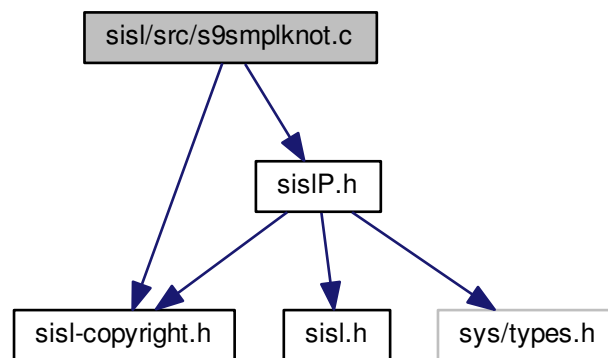 sisl/src/s9smplknot.c
sislP.h
sisl-copyright.h
sisl.h
sys/types.h